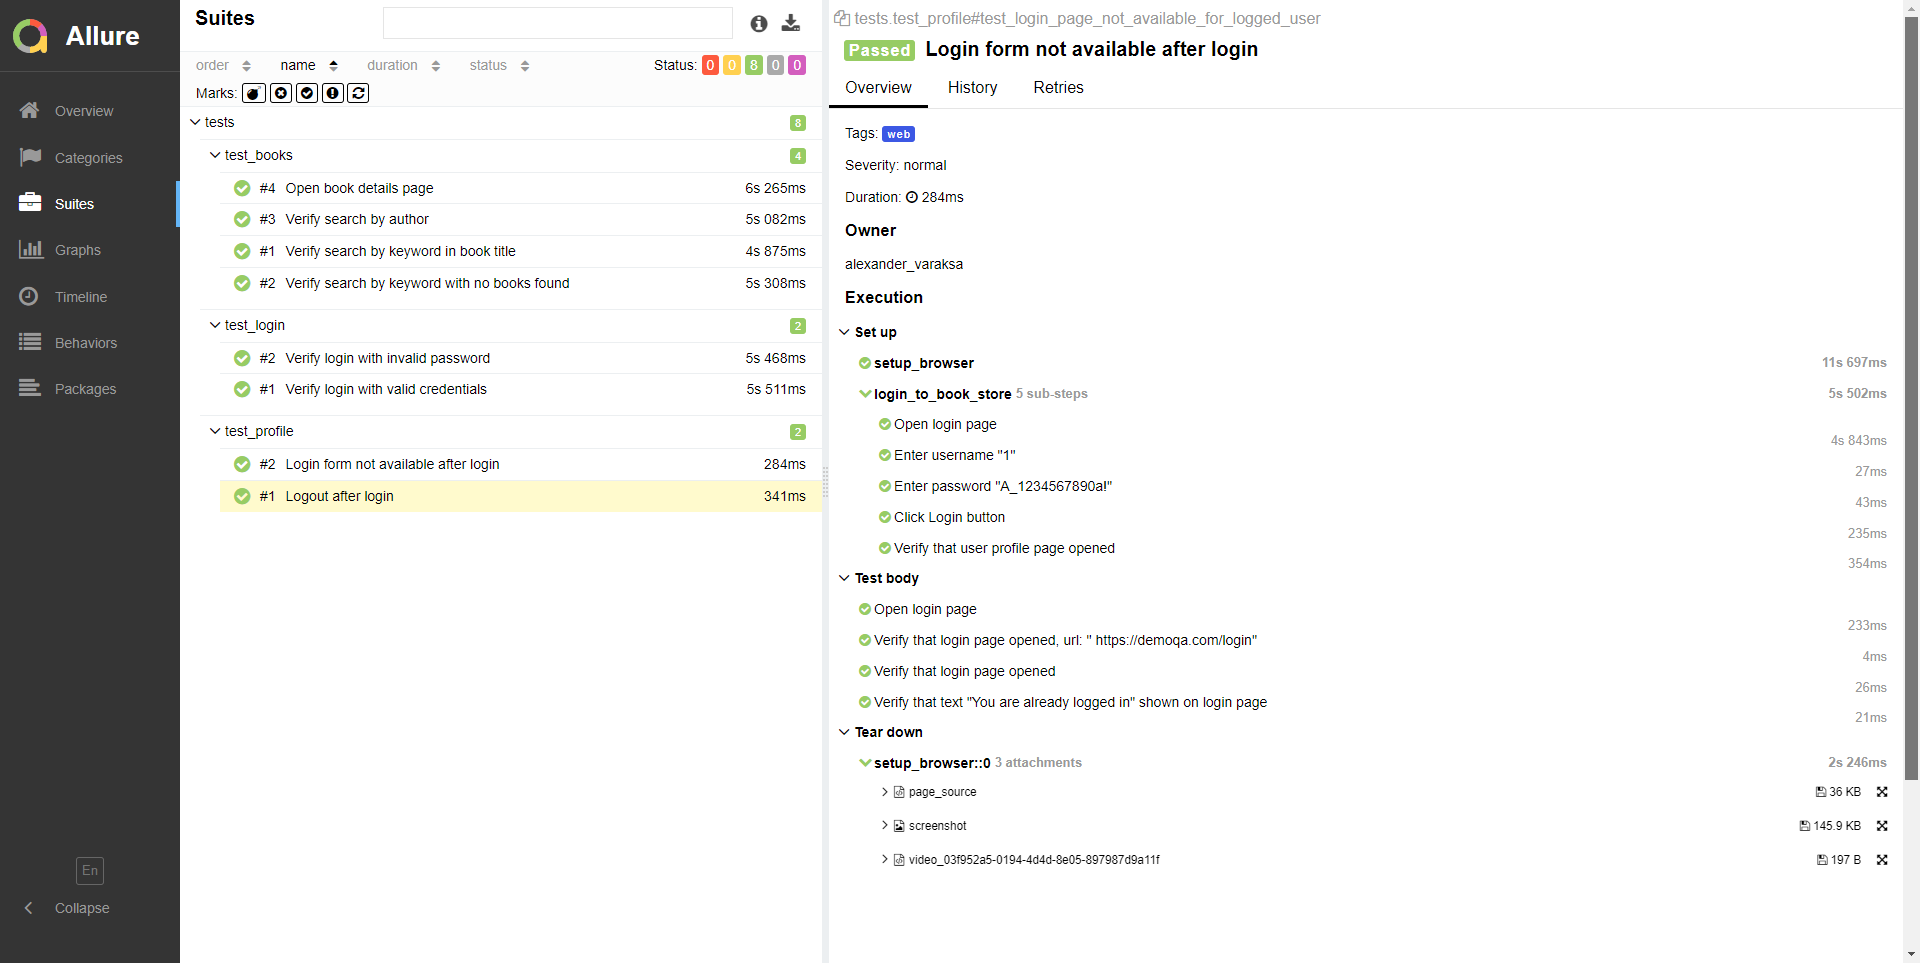 Allure
Overview
Categories
Suites
Graphs
Timeline
Behaviors
Packages
En
Collapse
Suites
order name duration status Status: 0 0 8 0 0
Marks:
tests 8
test_books 4
#4 Open book details page 6s 265ms
#3 Verify search by author 5s 082ms
#1 Verify search by keyword in book title 4s 875ms
#2 Verify search by keyword with no books found 5s 308ms
test_login 2
#2 Verify login with invalid password 5s 468ms
#1 Verify login with valid credentials 5s 511ms
test_profile 2
#2 Login form not available after login 284ms
#1 Logout after login 341ms
tests.test_profile#test_login_page_not_available_for_logged_user
Passed Login form not available after login
Overview History Retries
Tags: web
Severity: normal
Duration: 284ms
Owner
alexander_varaksa
Execution
Set up
setup_browser 11s 697ms
login_to_book_store 5 sub-steps 5s 502ms
Open login page 4s 843ms
Enter username "1" 27ms
Enter password "A_1234567890a!" 43ms
Click Login button 235ms
Verify that user profile page opened 354ms
Test body
Open login page 233ms
Verify that login page opened, url: " https://demoqa.com/login" 4ms
Verify that login page opened 26ms
Verify that text "You are already logged in" shown on login page 21ms
Tear down
setup_browser::0 3 attachments 2s 246ms
page_source 36 KB
screenshot 145.9 KB
video_03f952a5-0194-4d4d-8e05-897987d9a11f 197 B